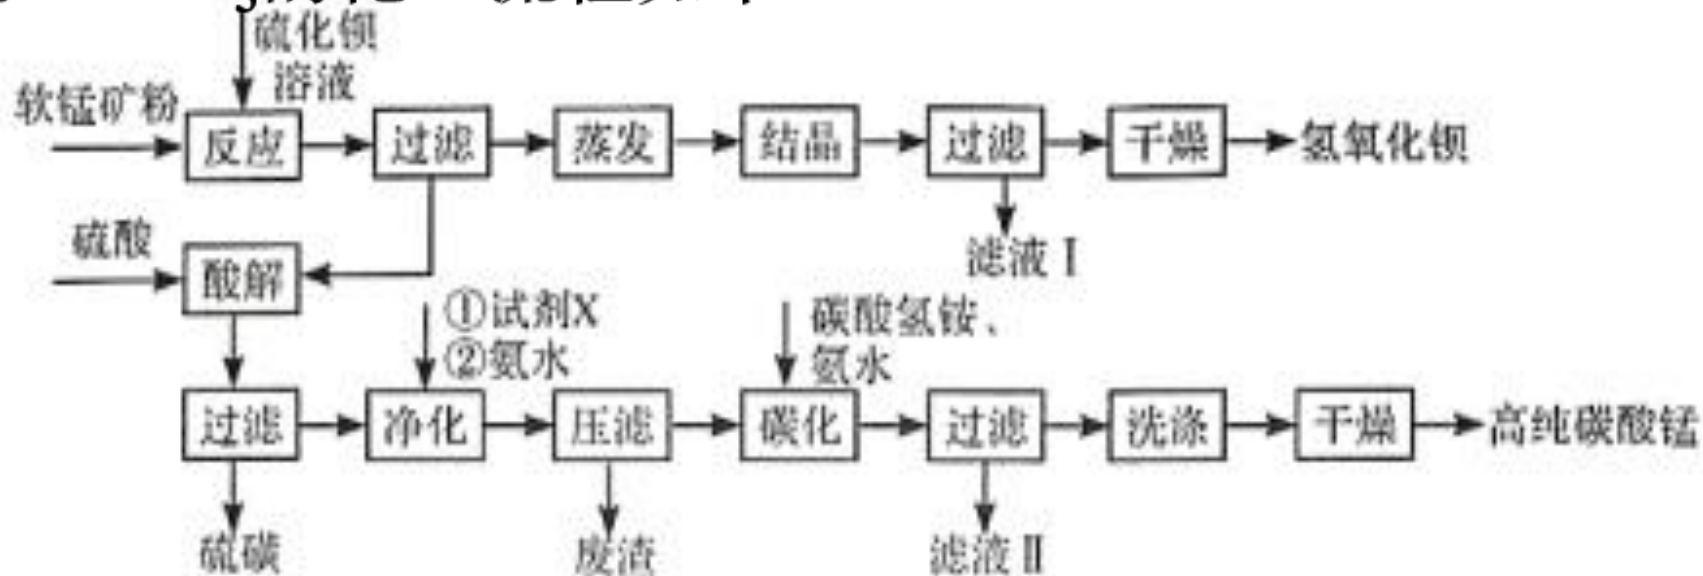 硫化钡
溶液
软锰矿粉
反应
过滤
蒸发
结晶
过滤
干燥
氢氧化钡
滤液Ⅰ
硫酸
酸解
①试剂X
②氨水
碳酸氢铵、
氨水
过滤
净化
压滤
碳化
过滤
洗涤
干燥
高纯碳酸锰
硫磺
废渣
滤液Ⅱ